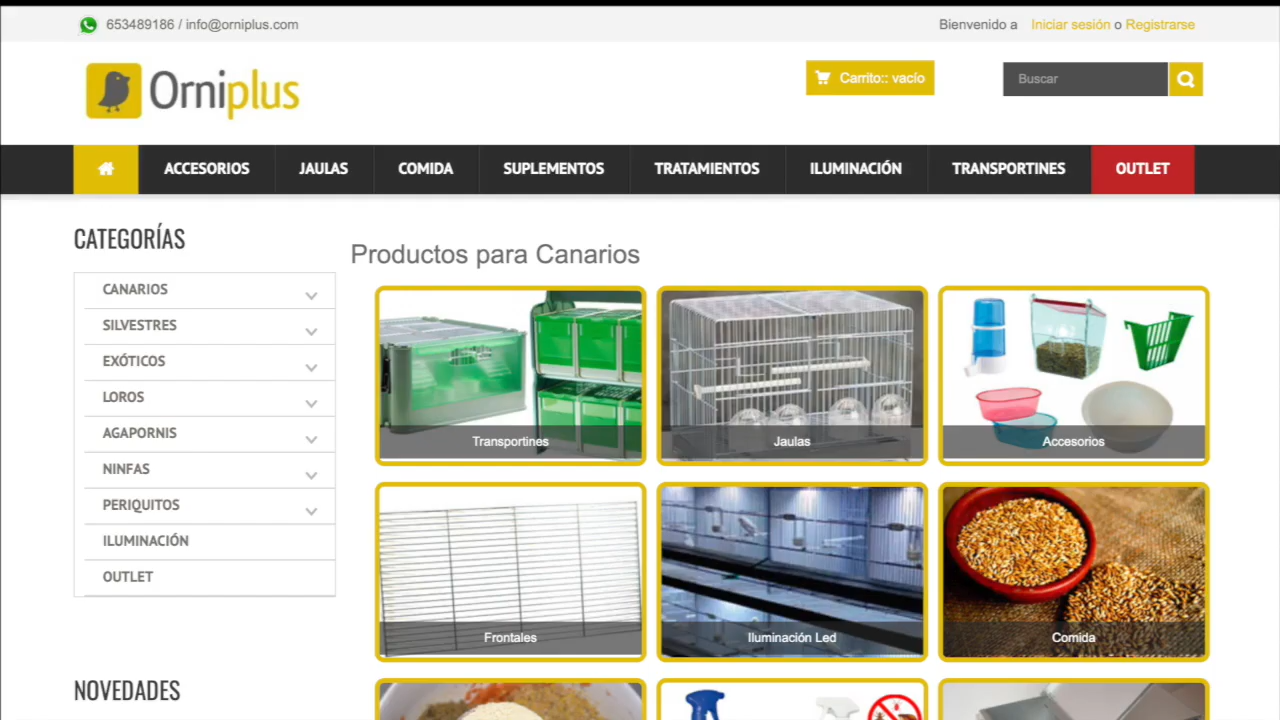 653489186 / info@orniplus.com
Bienvenido a Iniciar sesión o Registrarse
Orniplus
Carrito:: vacío
Buscar
ACCESORIOS JAULAS COMIDA SUPLEMENTOS TRATAMIENTOS ILUMINACIÓN TRANSPORTINES OUTLET
CATEGORÍAS
CANARIOS
SILVESTRES
EXÓTICOS
LOROS
AGAPORNIS
NINFAS
PERIQUITOS
ILUMINACIÓN
OUTLET
NOVEDADES
Productos para Canarios
Transportines
Jaulas
Accesorios
Frontales
Iluminación Led
Comida